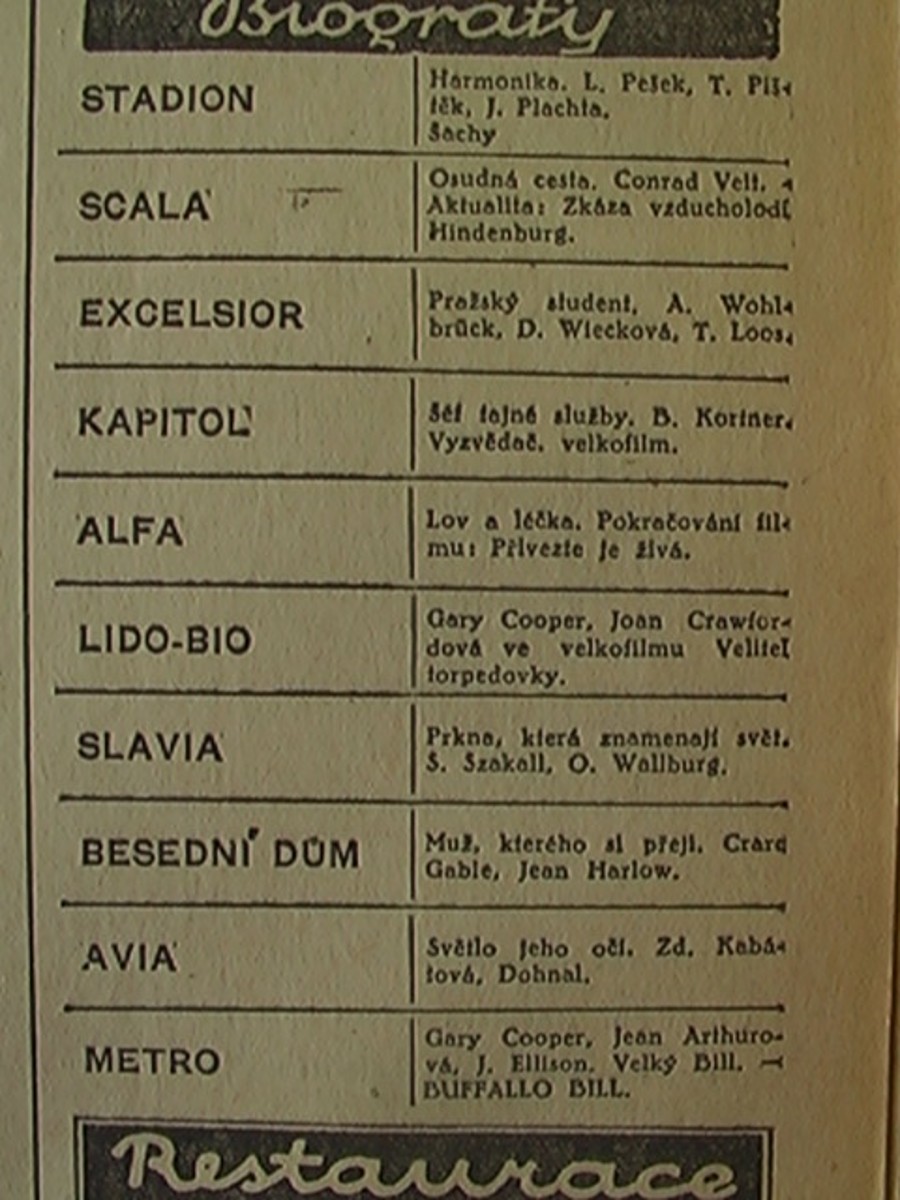 Biografy
STADION
Harmonika. L. Pešek, T. Piš-
těk, J. Plachta.
Šachy
SCALA
Osudná cesta. Conrad Veit. -
Aktualita: Zkáza vzducholodí
Hindenburg.
EXCELSIOR
Pražský student, A. Wohl-
brück, D. Wiecková, T. Loos.
KAPITOL
Šéf tajné služby. B. Kortner.
Vyzvědač. velkofilm.
ALFA
Lov a léčka. Pokračování fil-
mu: Přivezte je živá.
LIDO-BIO
Gary Cooper, Joan Crawfor-
dová ve velkofilmu Velitel
torpedovky.
SLAVIA
Prkna, která znamenají svět.
S. Szakall, O. Wallburg.
BESEDNÍ DŮM
Muž, kterého si přeji. Crarq
Gable, Jean Harlow.
AVIA
Světlo jeho očí. Zd. Kabá-
tová, Dohnal.
METRO
Gary Cooper, Jean Arthuro-
vá, J. Ellison. Velký Bill. —
BUFFALLO BILL.
Restaurace